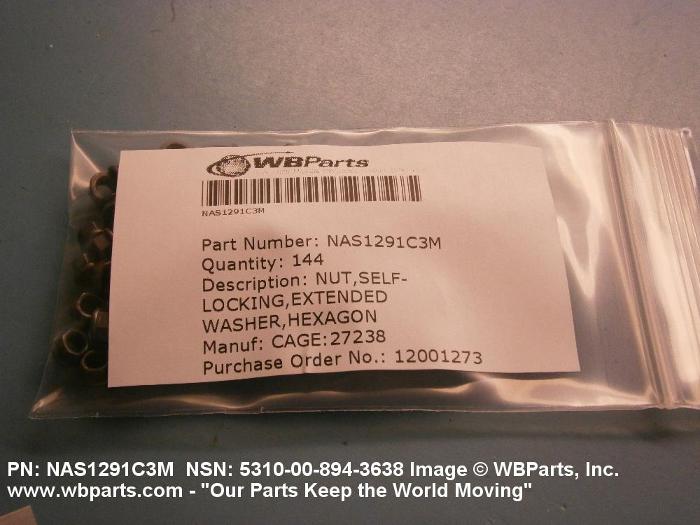 WBParts
NAS1291C3M
Part Number: NAS1291C3M
Quantity: 144
Description: NUT,SELF-
LOCKING,EXTENDED
WASHER,HEXAGON
Manuf: CAGE:27238
Purchase Order No.: 12001273
PN: NAS1291C3M  NSN: 5310-00-894-3638 Image © WBParts, Inc.
www.wbparts.com - "Our Parts Keep the World Moving"